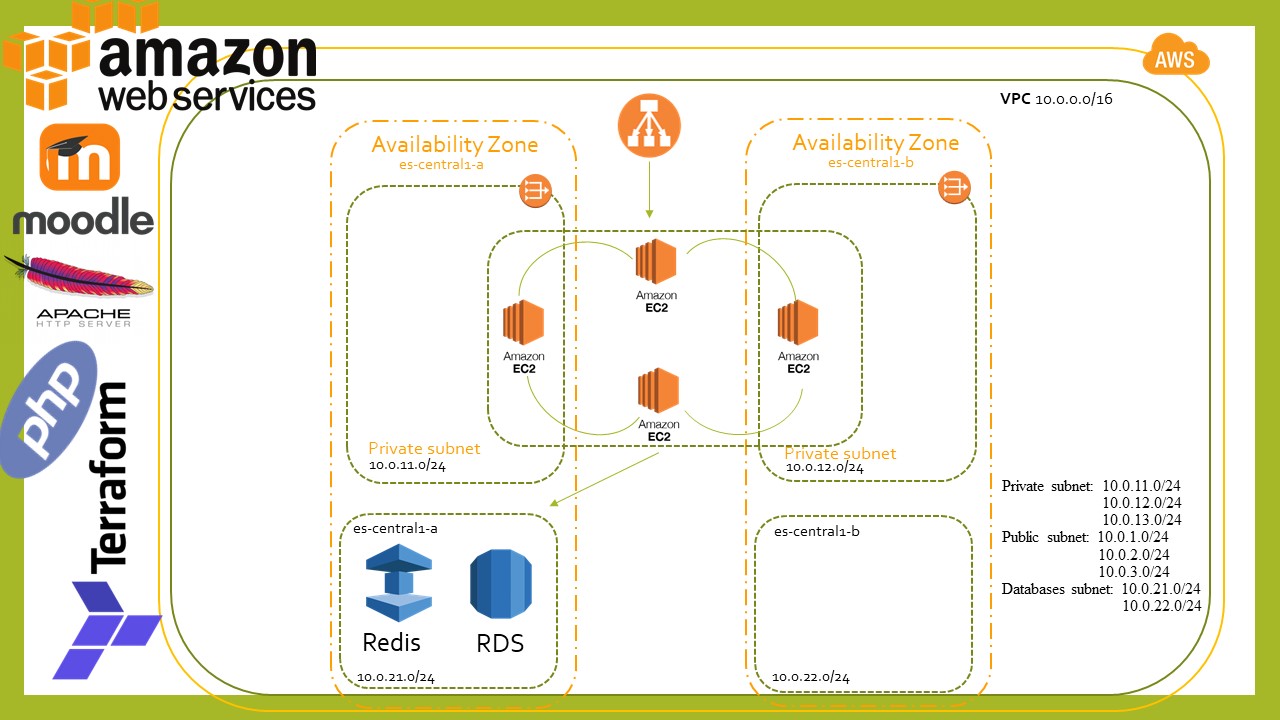 amazon
webservices
moodle
APACHE
HTTP SERVER
php
Terraform
AWS
VPC 10.0.0.0/16
Availability Zone
es-central1-a
Availability Zone
es-central1-b
Amazon
EC2
Amazon
EC2
Amazon
EC2
Amazon
EC2
Private subnet
10.0.11.0/24
Private subnet
10.0.12.0/24
es-central1-a
Redis
RDS
10.0.21.0/24
es-central1-b
10.0.22.0/24
Private subnet: 10.0.11.0/24
10.0.12.0/24
10.0.13.0/24
Public subnet: 10.0.1.0/24
10.0.2.0/24
10.0.3.0/24
Databases subnet: 10.0.21.0/24
10.0.22.0/24